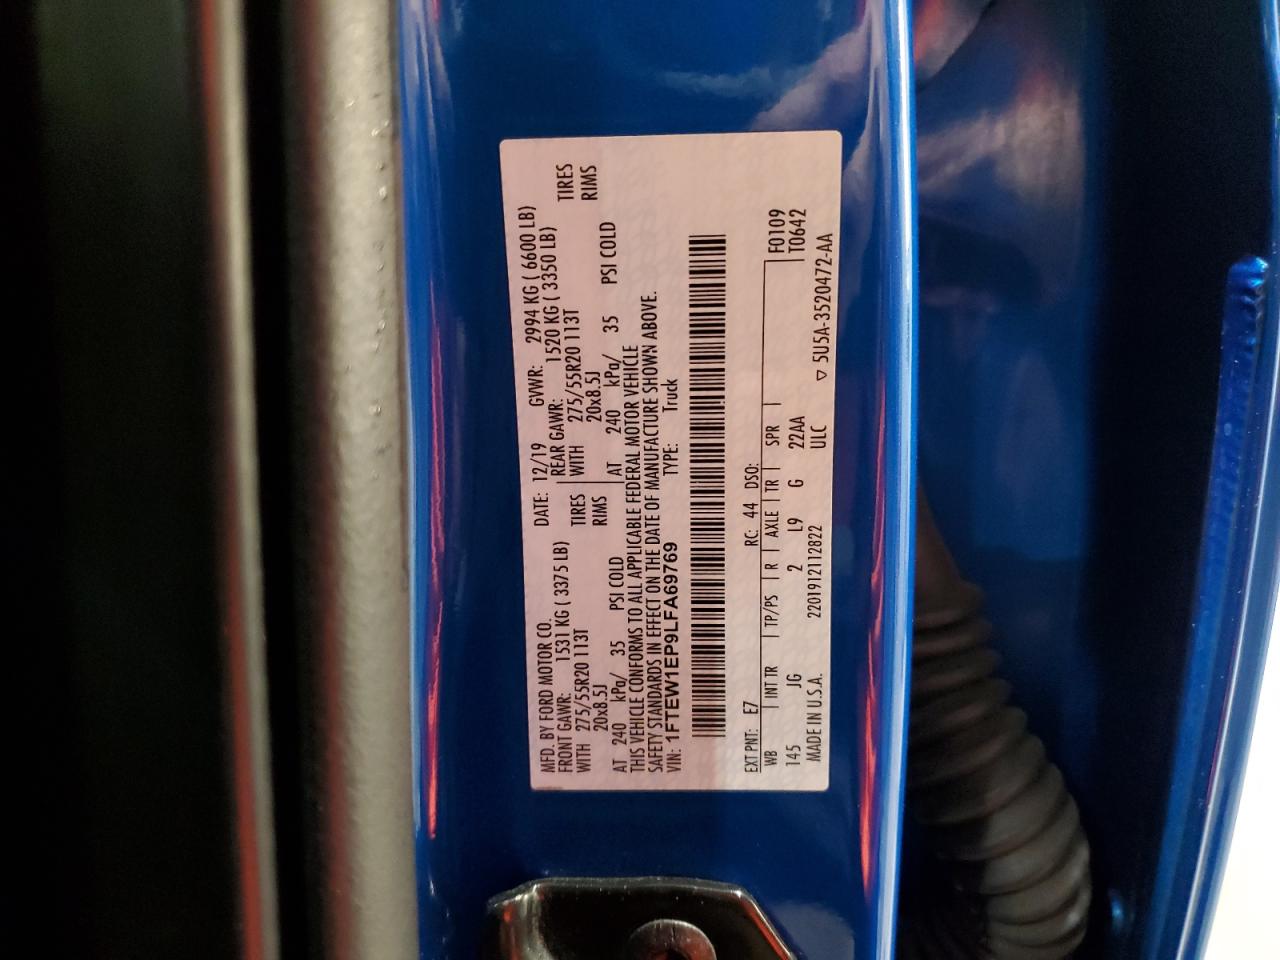 MFD. BY FORD MOTOR CO.
DATE: 12/19 GVWR: 2994 KG ( 6600 LB)
FRONT GAWR: 1531 KG ( 3375 LB) REAR GAWR: 1520 KG ( 3350 LB)
WITH 275/55R20 113T TIRES WITH 275/55R20 113T TIRES
20x8.5J RIMS 20x8.5J RIMS
AT 240 kPa/ 35 PSI COLD AT 240 kPa/ 35 PSI COLD
THIS VEHICLE CONFORMS TO ALL APPLICABLE FEDERAL MOTOR VEHICLE
SAFETY STANDARDS IN EFFECT ON THE DATE OF MANUFACTURE SHOWN ABOVE.
VIN: 1FTEW1EP9LFA69769 TYPE: Truck
EXT PNT: E7 RC: 44 DSO:
WB INT TR TP/PS R AXLE TR SPR F0109
145 JG 2 L9 G 22AA T0642
MADE IN U.S.A. 2201912112822 ULC
▽ 5U5A-3520472-AA